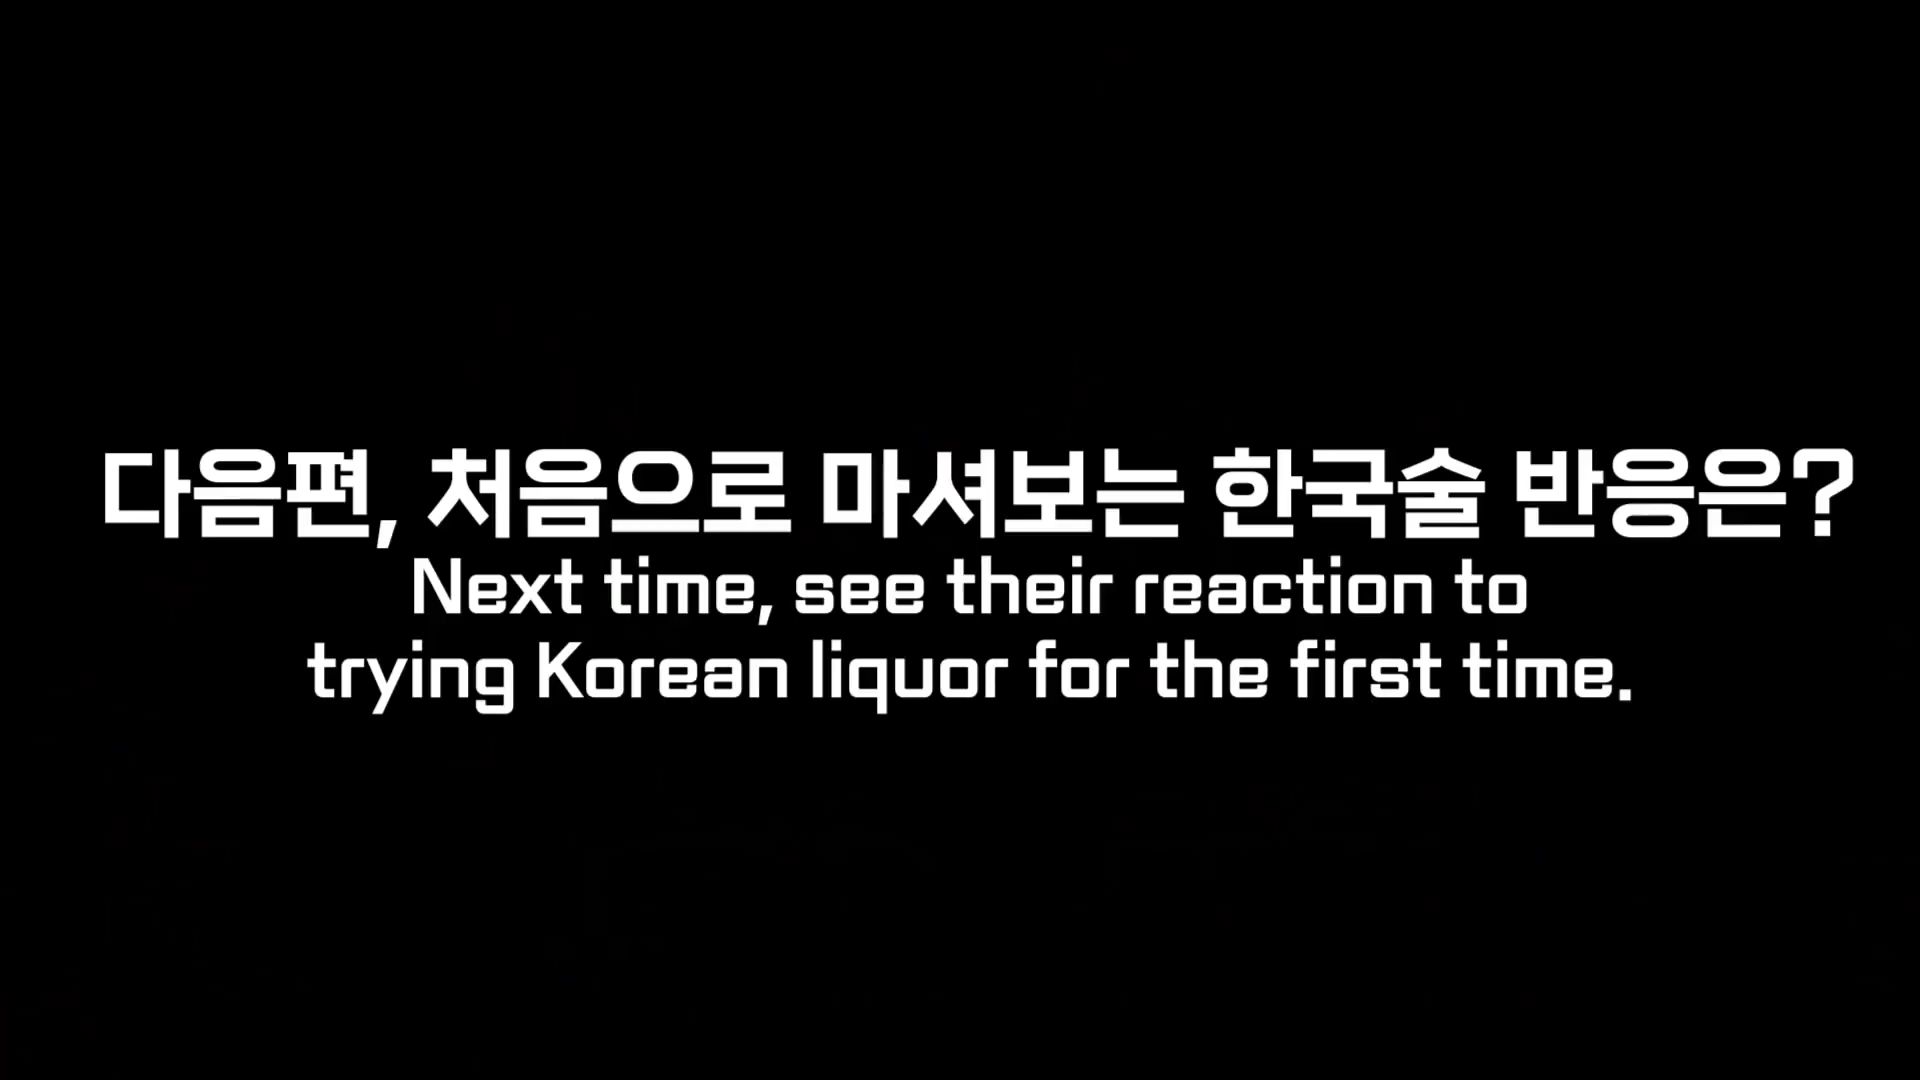 다음편, 처음으로 마셔보는 한국술 반응은?
Next time, see their reaction to
trying Korean liquor for the first time.